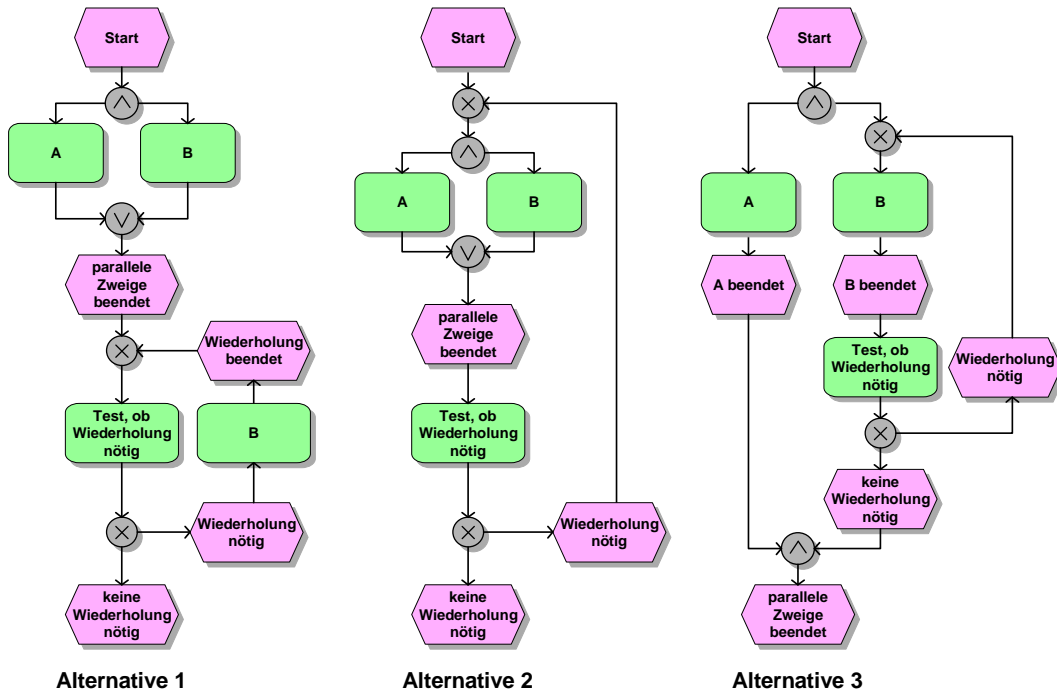 Start
A
B
parallele
Zweige
beendet
Wiederholung
beendet
Test, ob
Wiederholung
nötig
B
Wiederholung
nötig
keine
Wiederholung
nötig
Alternative 1
Start
A
B
parallele
Zweige
beendet
Test, ob
Wiederholung
nötig
Wiederholung
nötig
keine
Wiederholung
nötig
Alternative 2
Start
A
B
A beendet
B beendet
Test, ob
Wiederholung
nötig
Wiederholung
nötig
keine
Wiederholung
nötig
parallele
Zweige
beendet
Alternative 3